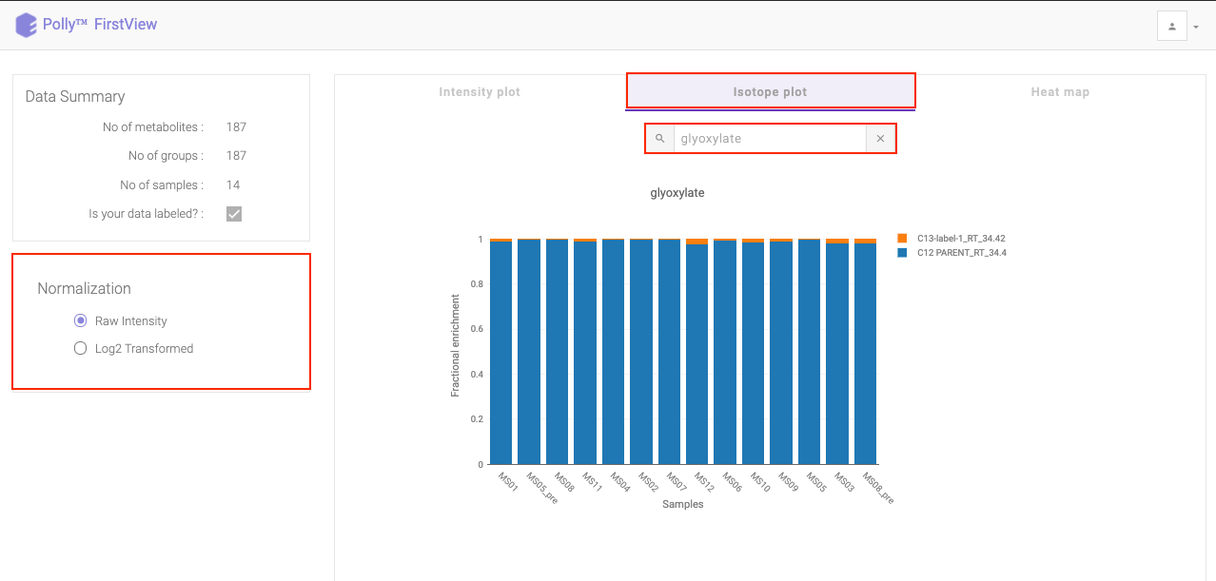 Polly™ FirstView
Data Summary
No of metabolites : 187
No of groups : 187
No of samples : 14
Is your data labeled? :
Normalization
Raw Intensity
Log2 Transformed
Intensity plot
Isotope plot
Heat map
glyoxylate
glyoxylate
C13-label-1_RT_34.42
C12 PARENT_RT_34.4
Fractional enrichment
1
0.8
0.6
0.4
0.2
0
MS01
MS05_pre
MS08
MS11
MS04
MS02
MS07
MS12
MS06
MS10
MS09
MS05
MS03
MS08_pre
Samples